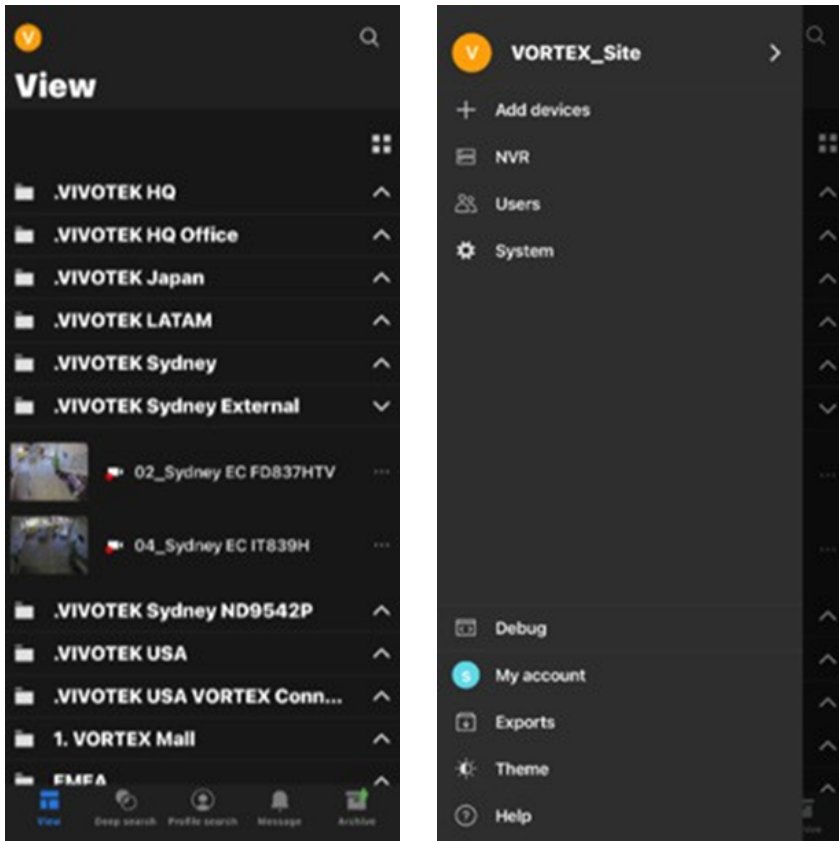 V
View
.VIVOTEK HQ
.VIVOTEK HQ Office
.VIVOTEK Japan
.VIVOTEK LATAM
.VIVOTEK Sydney
.VIVOTEK Sydney External
02_Sydney EC FD837HTV
04_Sydney EC IT839H
.VIVOTEK Sydney ND9542P
.VIVOTEK USA
.VIVOTEK USA VORTEX Conn...
1. VORTEX Mall
EMEA
View Deep search Profile search Message Archive
V VORTEX_Site
Add devices
NVR
Users
System
Debug
S My account
Exports
Theme
? Help